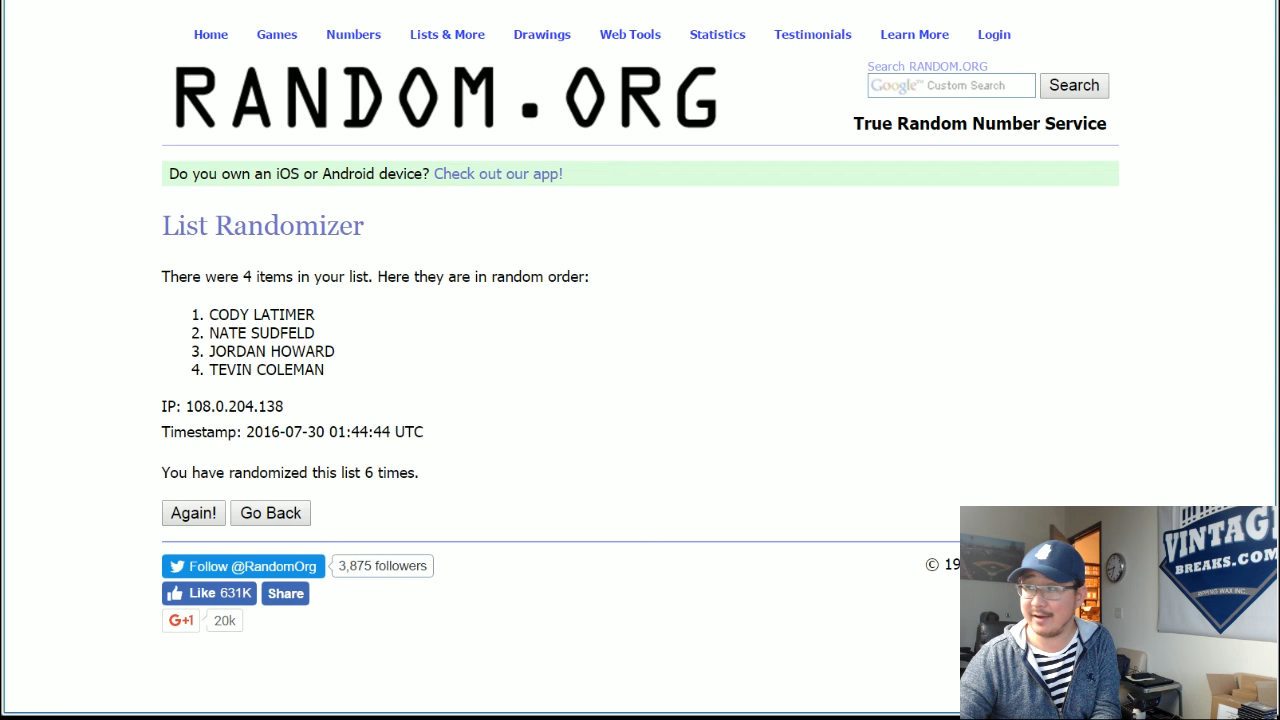 Home Games Numbers Lists & More Drawings Web Tools Statistics Testimonials Learn More Login
RANDOM.ORG
Search RANDOM.ORG
Google™ Custom Search Search
True Random Number Service
Do you own an iOS or Android device? Check out our app!
List Randomizer
There were 4 items in your list. Here they are in random order:
1. CODY LATIMER
2. NATE SUDFELD
3. JORDAN HOWARD
4. TEVIN COLEMAN
IP: 108.0.204.138
Timestamp: 2016-07-30 01:44:44 UTC
You have randomized this list 6 times.
Again! Go Back
Follow @RandomOrg 3,875 followers
© 19
Like 631K Share
G+1 20k
VINTAG
BREAKS.COM